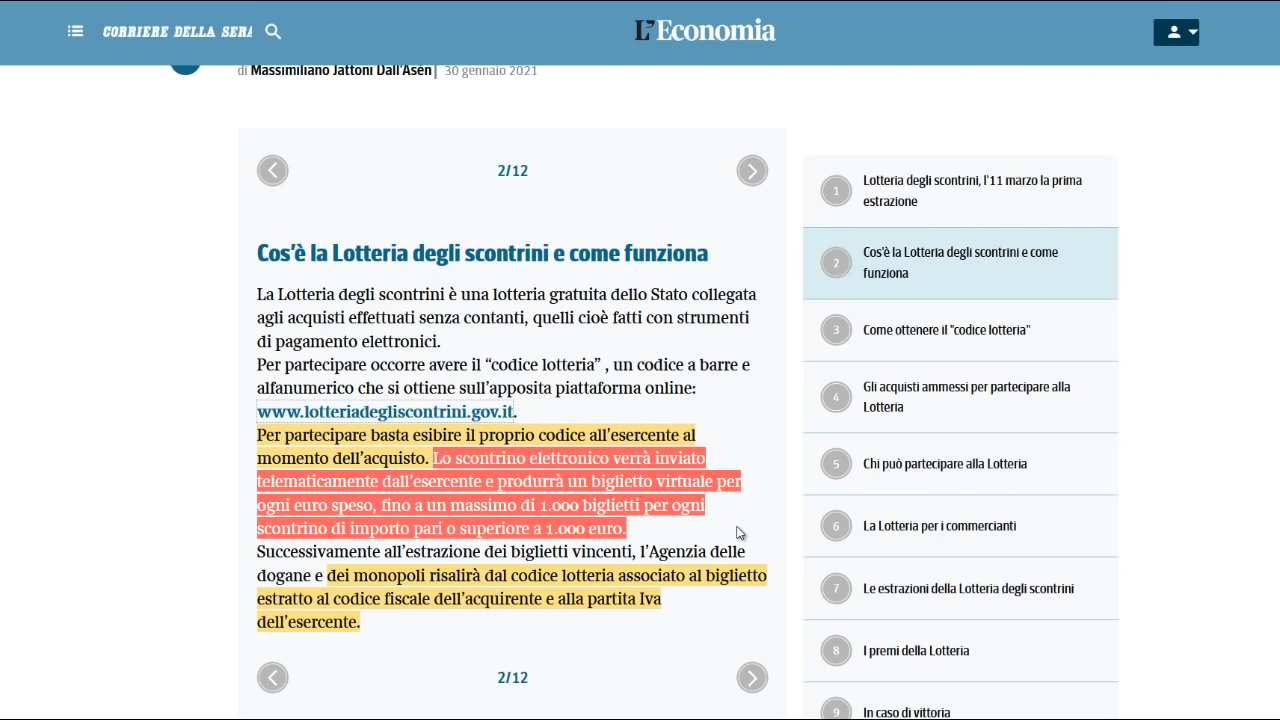 CORRIERE DELLA SERA
L'Economia
di Massimiliano Jattoni Dall'Asén | 30 gennaio 2021
2/12
Cos'è la Lotteria degli scontrini e come funziona
La Lotteria degli scontrini è una lotteria gratuita dello Stato collegata
agli acquisti effettuati senza contanti, quelli cioè fatti con strumenti
di pagamento elettronici.
Per partecipare occorre avere il “codice lotteria” , un codice a barre e
alfanumerico che si ottiene sull’apposita piattaforma online:
www.lotteriadegliscontrini.gov.it.
Per partecipare basta esibire il proprio codice all’esercente al
momento dell’acquisto. Lo scontrino elettronico verrà inviato
telematicamente dall’esercente e produrrà un biglietto virtuale per
ogni euro speso, fino a un massimo di 1.000 biglietti per ogni
scontrino di importo pari o superiore a 1.000 euro.
Successivamente all’estrazione dei biglietti vincenti, l’Agenzia delle
dogane e dei monopoli risalirà dal codice lotteria associato al biglietto
estratto al codice fiscale dell’acquirente e alla partita Iva
dell’esercente.
2/12
1 Lotteria degli scontrini, l'11 marzo la prima
estrazione
2 Cos'è la Lotteria degli scontrini e come
funziona
3 Come ottenere il "codice lotteria"
4 Gli acquisti ammessi per partecipare alla
Lotteria
5 Chi può partecipare alla Lotteria
6 La Lotteria per i commercianti
7 Le estrazioni della Lotteria degli scontrini
8 I premi della Lotteria
9 In caso di vittoria